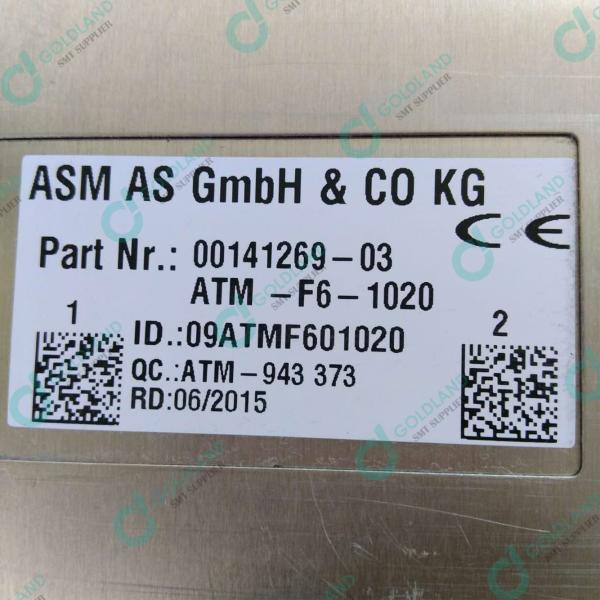 ASM AS GmbH & CO KG
CE
Part Nr.: 00141269-03
ATM -F6-1020
1
ID.:09ATMF601020
2
QC.:ATM-943 373
RD:06/2015
GOLDLAND
SMT SUPPLIER